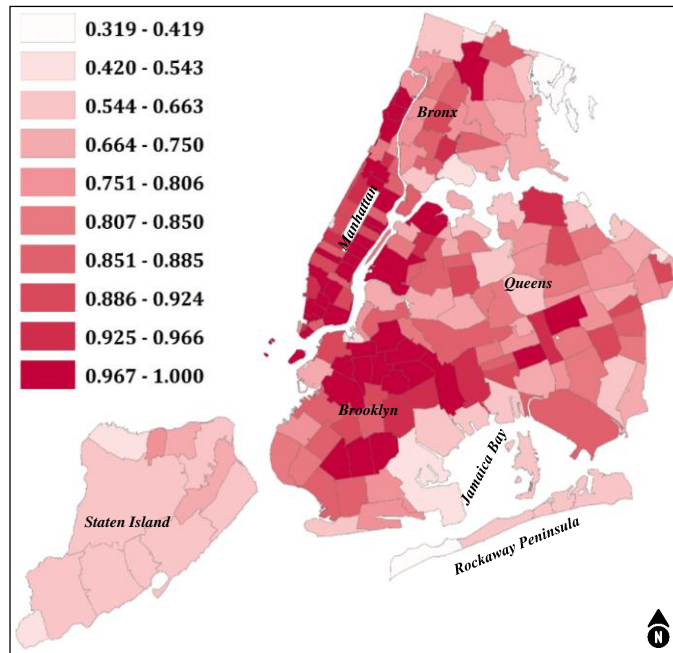 0.319 - 0.419
0.420 - 0.543
0.544 - 0.663
0.664 - 0.750
0.751 - 0.806
0.807 - 0.850
0.851 - 0.885
0.886 - 0.924
0.925 - 0.966
0.967 - 1.000
Bronx
Manhattan
Queens
Brooklyn
Jamaica Bay
Staten Island
Rockaway Peninsula
N